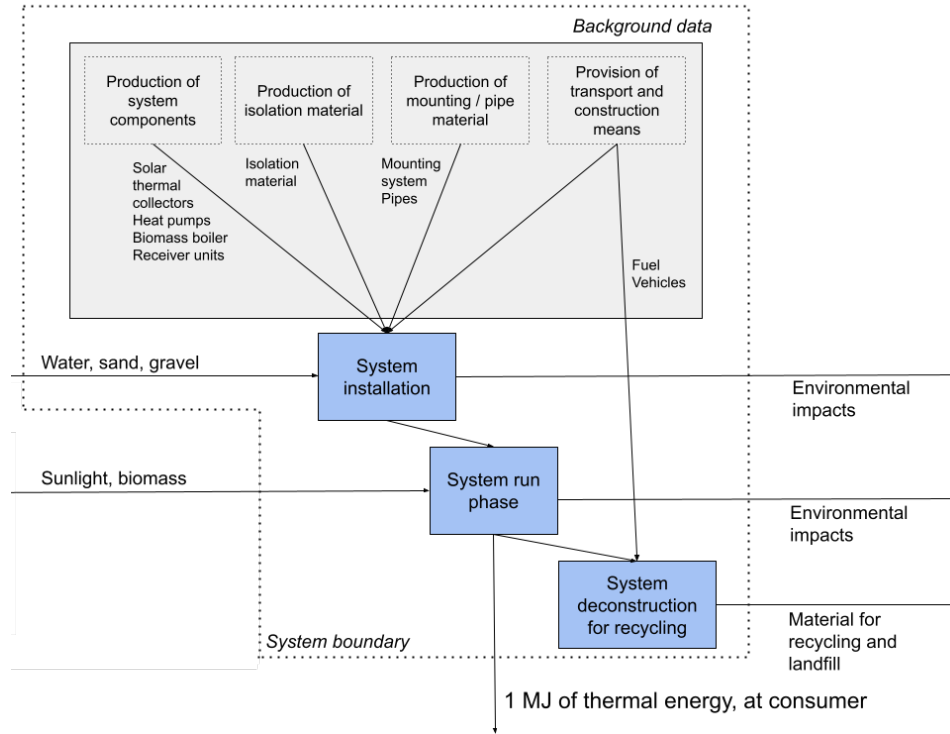 Background data
Production of
system
components
Production of
isolation material
Production of
mounting / pipe
material
Provision of
transport and
construction
means
Solar
thermal
collectors
Heat pumps
Biomass boiler
Receiver units
Isolation
material
Mounting
system
Pipes
Fuel
Vehicles
Water, sand, gravel
System
installation
Environmental
impacts
Sunlight, biomass
System run
phase
Environmental
impacts
System
deconstruction
for recycling
Material for
recycling and
landfill
System boundary
1 MJ of thermal energy, at consumer